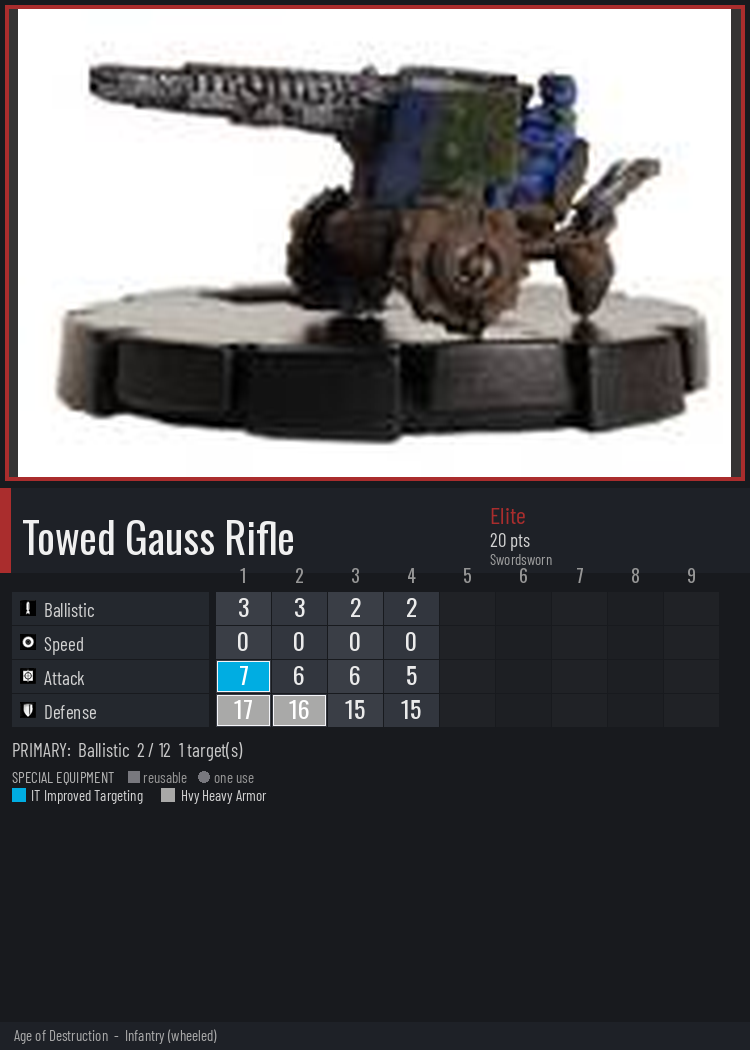 Towed Gauss Rifle
Elite
20 pts
Swordsworn
1 2 3 4 5 6 7 8 9
Ballistic 3 3 2 2
Speed 0 0 0 0
Attack 7 6 6 5
Defense 17 16 15 15
PRIMARY: Ballistic 2 / 12 1 target(s)
SPECIAL EQUIPMENT reusable one use
IT Improved Targeting Hvy Heavy Armor
Age of Destruction - Infantry (wheeled)